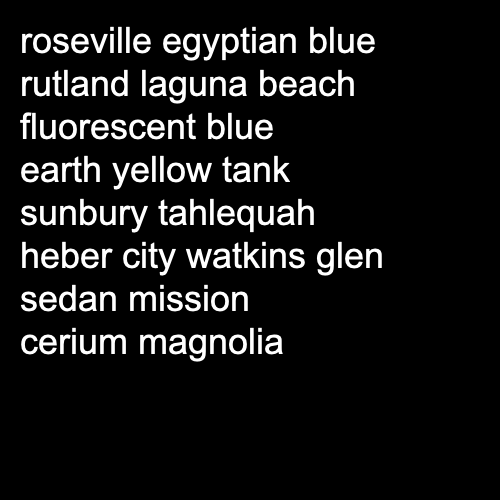 roseville egyptian blue
rutland laguna beach
fluorescent blue
earth yellow tank
sunbury tahlequah
heber city watkins glen
sedan mission
cerium magnolia